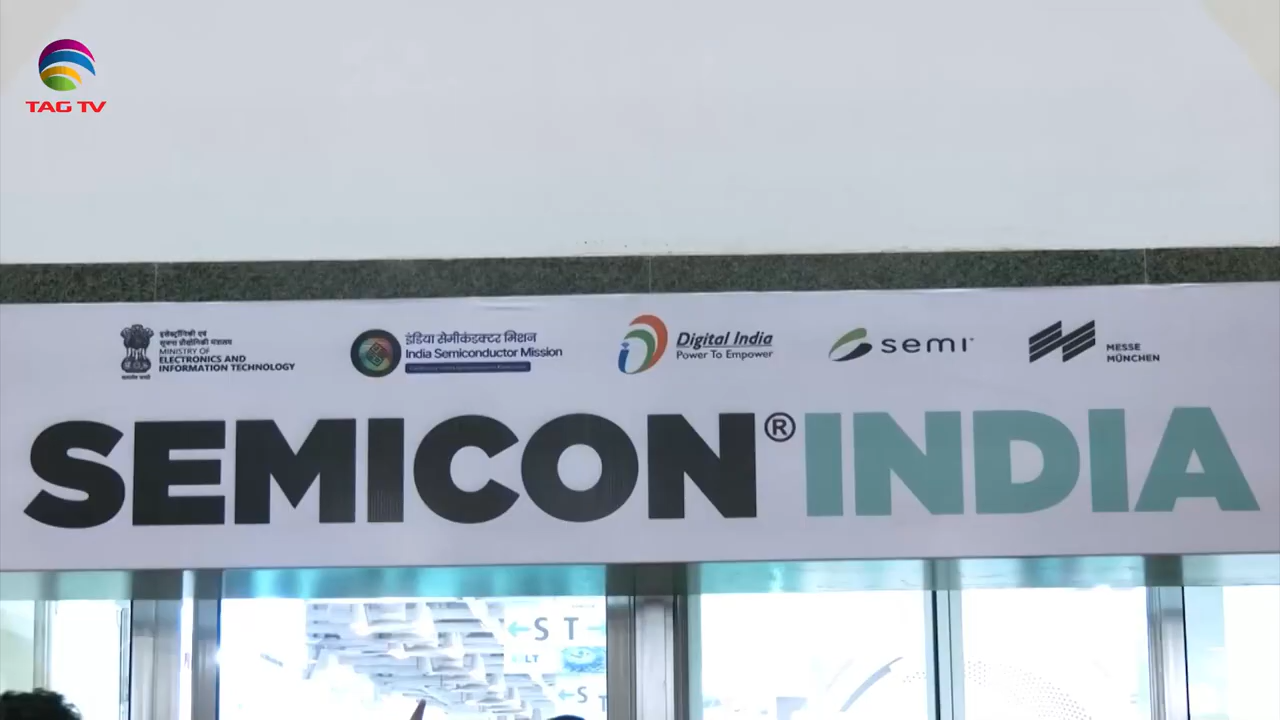 TAG TV
इलेक्ट्रॉनिकी एवं
सूचना प्रौद्योगिकी मंत्रालय
MINISTRY OF
ELECTRONICS AND
INFORMATION TECHNOLOGY
इंडिया सेमीकंडक्टर मिशन
India Semiconductor Mission
Digital India
Power To Empower
semi
MESSE
MÜNCHEN
SEMICON® INDIA
←S T
LT
←S